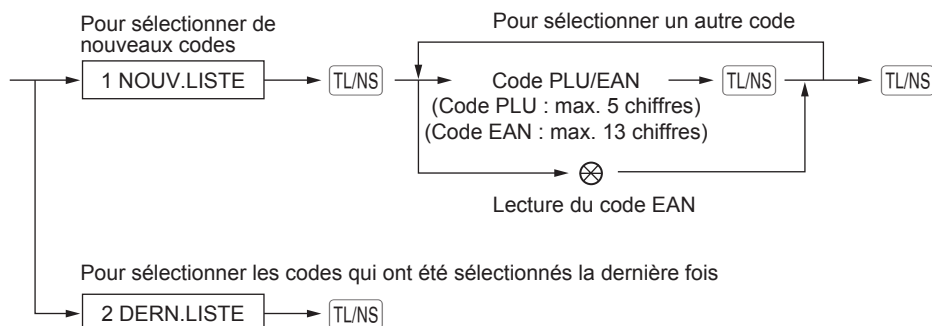 Pour sélectionner de
nouveaux codes
Pour sélectionner un autre code
1 NOUV.LISTE
TL/NS
Code PLU/EAN
TL/NS
TL/NS
(Code PLU : max. 5 chiffres)
(Code EAN : max. 13 chiffres)
Lecture du code EAN
Pour sélectionner les codes qui ont été sélectionnés la dernière fois
2 DERN.LISTE
TL/NS